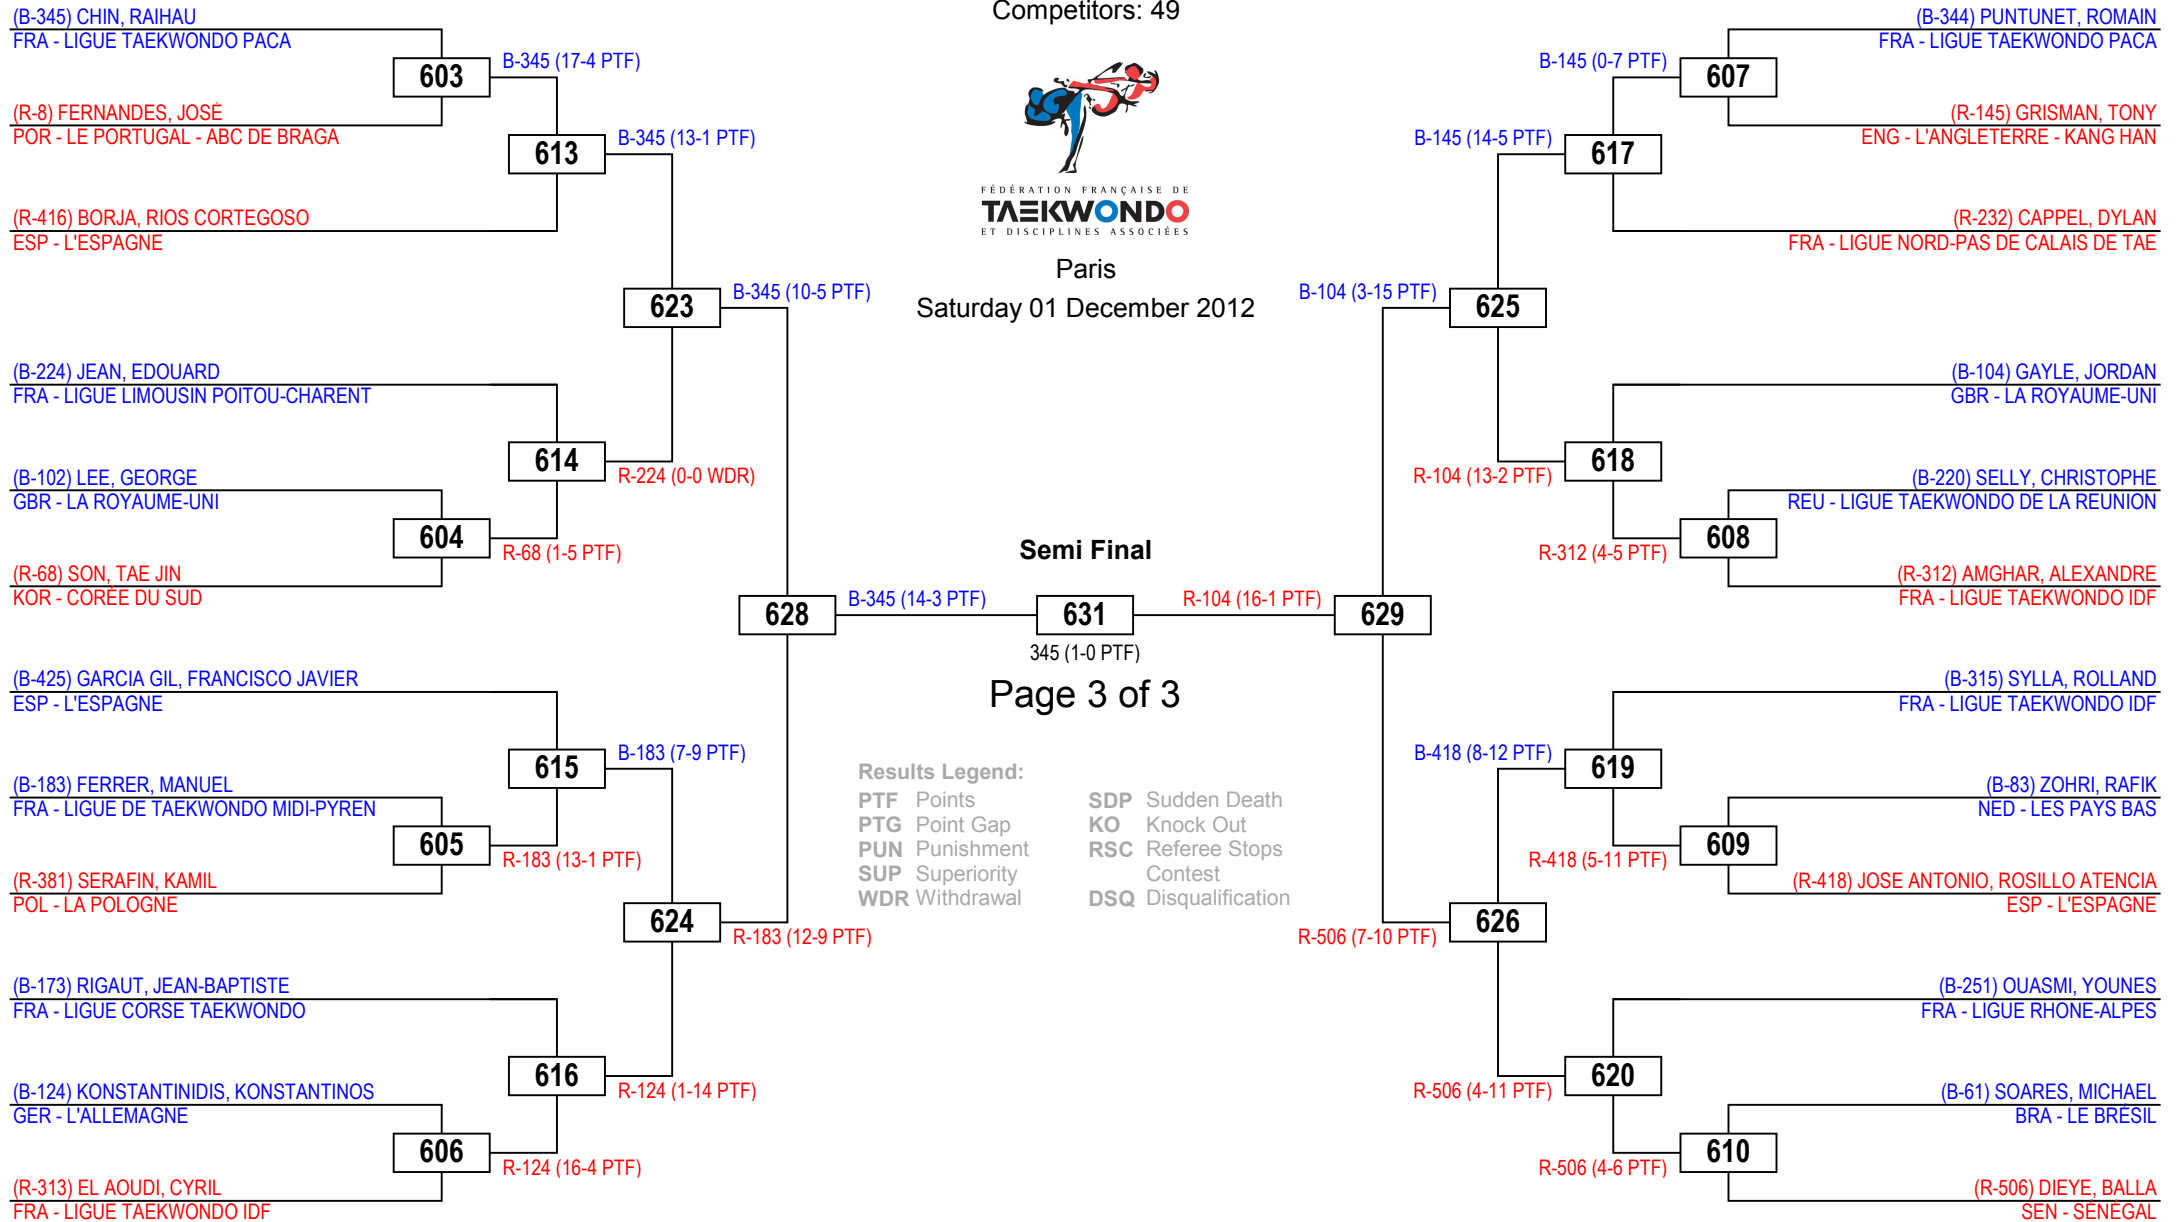 Competitors: 49
FÉDÉRATION FRANÇAISE DE
TAEKWONDO
ET DISCIPLINES ASSOCIÉES
Paris
Saturday 01 December 2012
(B-345) CHIN, RAIHAU
FRA - LIGUE TAEKWONDO PACA
603
B-345 (17-4 PTF)
(R-8) FERNANDES, JOSÉ
POR - LE PORTUGAL - ABC DE BRAGA
613
B-345 (13-1 PTF)
(R-416) BORJA, RIOS CORTEGOSO
ESP - L'ESPAGNE
623
B-345 (10-5 PTF)
(B-224) JEAN, EDOUARD
FRA - LIGUE LIMOUSIN POITOU-CHARENT
614
R-224 (0-0 WDR)
(B-102) LEE, GEORGE
GBR - LA ROYAUME-UNI
604
R-68 (1-5 PTF)
(R-68) SON, TAE JIN
KOR - CORÉE DU SUD
628
B-345 (14-3 PTF)
(B-425) GARCIA GIL, FRANCISCO JAVIER
ESP - L'ESPAGNE
615
B-183 (7-9 PTF)
(B-183) FERRER, MANUEL
FRA - LIGUE DE TAEKWONDO MIDI-PYREN
605
R-183 (13-1 PTF)
(R-381) SERAFIN, KAMIL
POL - LA POLOGNE
624
R-183 (12-9 PTF)
(B-173) RIGAUT, JEAN-BAPTISTE
FRA - LIGUE CORSE TAEKWONDO
616
R-124 (1-14 PTF)
(B-124) KONSTANTINIDIS, KONSTANTINOS
GER - L'ALLEMAGNE
606
R-124 (16-4 PTF)
(R-313) EL AOUDI, CYRIL
FRA - LIGUE TAEKWONDO IDF
Semi Final
631
345 (1-0 PTF)
Page 3 of 3
Results Legend:
PTF Points
PTG Point Gap
PUN Punishment
SUP Superiority
WDR Withdrawal
SDP Sudden Death
KO Knock Out
RSC Referee Stops
Contest
DSQ Disqualification
(B-344) PUNTUNET, ROMAIN
FRA - LIGUE TAEKWONDO PACA
B-145 (0-7 PTF)
607
(R-145) GRISMAN, TONY
ENG - L'ANGLETERRE - KANG HAN
B-145 (14-5 PTF)
617
(R-232) CAPPEL, DYLAN
FRA - LIGUE NORD-PAS DE CALAIS DE TAE
B-104 (3-15 PTF)
625
(B-104) GAYLE, JORDAN
GBR - LA ROYAUME-UNI
R-104 (13-2 PTF)
618
(B-220) SELLY, CHRISTOPHE
REU - LIGUE TAEKWONDO DE LA REUNION
R-312 (4-5 PTF)
608
(R-312) AMGHAR, ALEXANDRE
FRA - LIGUE TAEKWONDO IDF
R-104 (16-1 PTF)
629
(B-315) SYLLA, ROLLAND
FRA - LIGUE TAEKWONDO IDF
B-418 (8-12 PTF)
619
(B-83) ZOHRI, RAFIK
NED - LES PAYS BAS
R-418 (5-11 PTF)
609
(R-418) JOSE ANTONIO, ROSILLO ATENCIA
ESP - L'ESPAGNE
R-506 (7-10 PTF)
626
(B-251) OUASMI, YOUNES
FRA - LIGUE RHONE-ALPES
R-506 (4-11 PTF)
620
(B-61) SOARES, MICHAEL
BRA - LE BRÉSIL
R-506 (4-6 PTF)
610
(R-506) DIEYE, BALLA
SEN - SÉNÉGAL